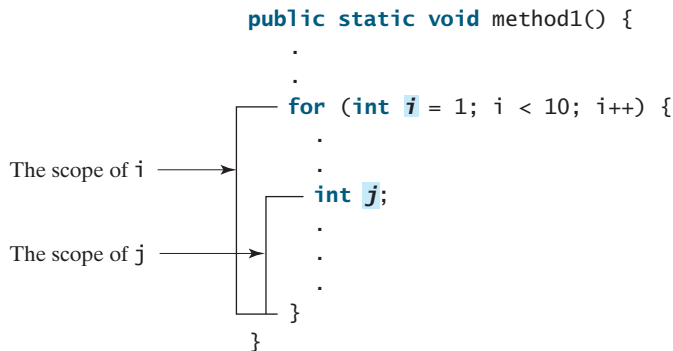 public static void method1() {
.
.
for (int i = 1; i < 10; i++) {
.
.
The scope of i
int j;
.
The scope of j
.
.
}
}